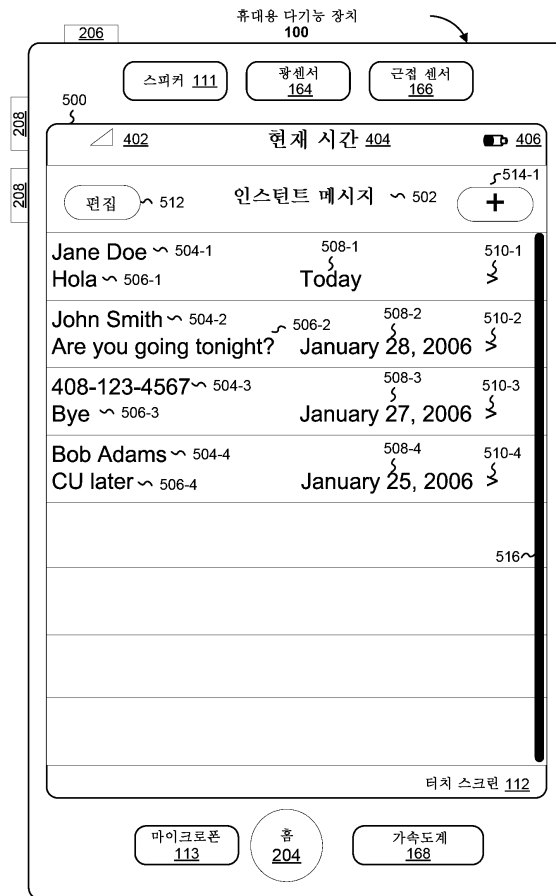 휴대용 다기능 장치
206 100
스피커 111 광센서 164 근접 센서 166
208
500
402 현재 시간 404 406
208
514-1
편집 512 인스턴트 메시지 502 +
Jane Doe 504-1 508-1 510-1
Hola 506-1 Today >
John Smith 504-2 506-2 508-2 510-2
Are you going tonight? January 28, 2006 >
408-123-4567 504-3 508-3 510-3
Bye 506-3 January 27, 2006 >
Bob Adams 504-4 508-4 510-4
CU later 506-4 January 25, 2006 >
516
터치 스크린 112
마이크로폰 113 홈 204 가속도계 168